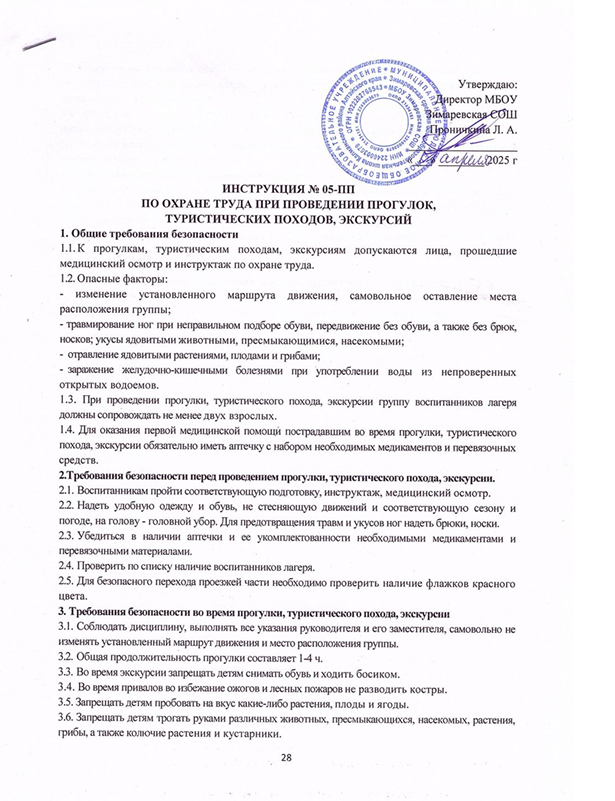 Утверждаю:
Директор МБОУ
Зимаревская СОШ
Проничкина Л. А.
апреля 2025 г
ИНСТРУКЦИЯ № 05-ПП
ПО ОХРАНЕ ТРУДА ПРИ ПРОВЕДЕНИИ ПРОГУЛОК,
ТУРИСТИЧЕСКИХ ПОХОДОВ, ЭКСКУРСИЙ
1. Общие требования безопасности
1.1. К прогулкам, туристическим походам, экскурсиям допускаются лица, прошедшие
медицинский осмотр и инструктаж по охране труда.
1.2. Опасные факторы:
- изменение установленного маршрута движения, самовольное оставление места
расположения группы;
- травмирование ног при неправильном подборе обуви, передвижение без обуви, а также без брюк,
носков; укусы ядовитыми животными, пресмыкающимися, насекомыми;
- отравление ядовитыми растениями, плодами и грибами;
- заражение желудочно-кишечными болезнями при употреблении воды из непроверенных
открытых водоемов.
1.3. При проведении прогулки, туристического похода, экскурсии группу воспитанников лагеря
должны сопровождать не менее двух взрослых.
1.4. Для оказания первой медицинской помощи пострадавшим во время прогулки, туристического
похода, экскурсии обязательно иметь аптечку с набором необходимых медикаментов и перевязочных
средств.
2.Требования безопасности перед проведением прогулки, туристического похода, экскурсии.
2.1. Воспитанникам пройти соответствующую подготовку, инструктаж, медицинский осмотр.
2.2. Надеть удобную одежду и обувь, не стесняющую движений и соответствующую сезону и
погоде, на голову - головной убор. Для предотвращения травм и укусов ног надеть брюки, носки.
2.3. Убедиться в наличии аптечки и ее укомплектованности необходимыми медикаментами и
перевязочными материалами.
2.4. Проверить по списку наличие воспитанников лагеря.
2.5. Для безопасного перехода проезжей части необходимо проверить наличие флажков красного
цвета.
3. Требования безопасности во время прогулки, туристического похода, экскурсии
3.1. Соблюдать дисциплину, выполнять все указания руководителя и его заместителя, самовольно не
изменять установленный маршрут движения и место расположения группы.
3.2. Общая продолжительность прогулки составляет 1-4 ч.
3.3. Во время экскурсии запрещать детям снимать обувь и ходить босиком.
3.4. Во время привалов во избежание ожогов и лесных пожаров не разводить костры.
3.5. Запрещать детям пробовать на вкус какие-либо растения, плоды и ягоды.
3.6. Запрещать детям трогать руками различных животных, пресмыкающихся, насекомых, растения,
грибы, а также колючие растения и кустарники.
28